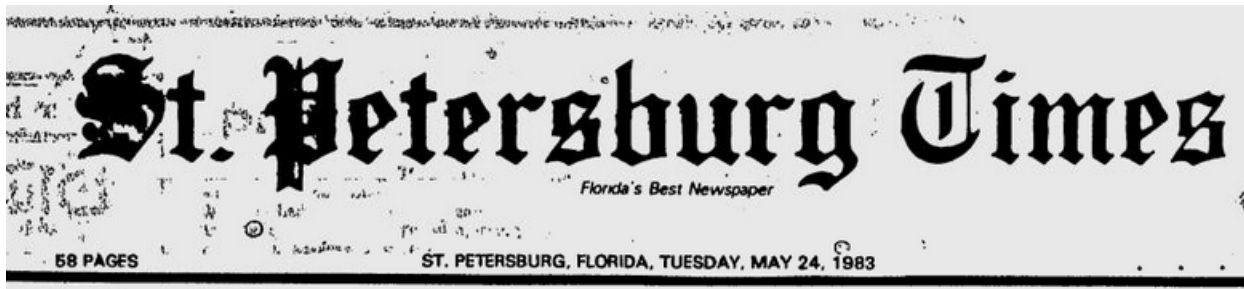 St. Petersburg Times
Florida's Best Newspaper
58 PAGES ST. PETERSBURG, FLORIDA, TUESDAY, MAY 24, 1983